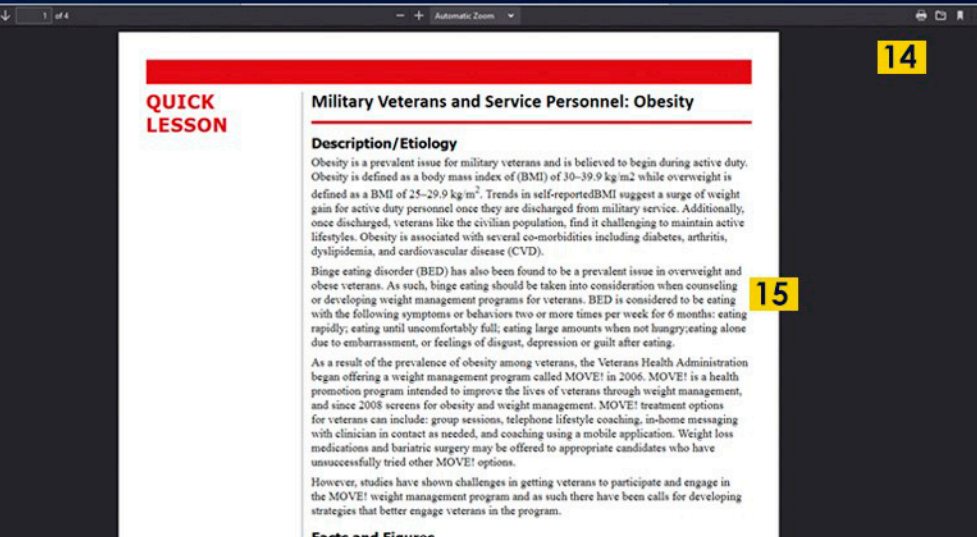 1 of 4
Automatic Zoom
14
QUICK
LESSON
Military Veterans and Service Personnel: Obesity
Description/Etiology
Obesity is a prevalent issue for military veterans and is believed to begin during active duty.
Obesity is defined as a body mass index of (BMI) of 30–39.9 kg/m2 while overweight is
defined as a BMI of 25–29.9 kg/m². Trends in self-reportedBMI suggest a surge of weight
gain for active duty personnel once they are discharged from military service. Additionally,
once discharged, veterans like the civilian population, find it challenging to maintain active
lifestyles. Obesity is associated with several co-morbidities including diabetes, arthritis,
dyslipidemia, and cardiovascular disease (CVD).
Binge eating disorder (BED) has also been found to be a prevalent issue in overweight and
obese veterans. As such, binge eating should be taken into consideration when counseling
or developing weight management programs for veterans. BED is considered to be eating
15
with the following symptoms or behaviors two or more times per week for 6 months: eating
rapidly; eating until uncomfortably full; eating large amounts when not hungry;eating alone
due to embarrassment, or feelings of disgust, depression or guilt after eating.
As a result of the prevalence of obesity among veterans, the Veterans Health Administration
began offering a weight management program called MOVE! in 2006. MOVE! is a health
promotion program intended to improve the lives of veterans through weight management,
and since 2008 screens for obesity and weight management. MOVE! treatment options
for veterans can include: group sessions, telephone lifestyle coaching, in-home messaging
with clinician in contact as needed, and coaching using a mobile application. Weight loss
medications and bariatric surgery may be offered to appropriate candidates who have
unsuccessfully tried other MOVE! options.
However, studies have shown challenges in getting veterans to participate and engage in
the MOVE! weight management program and as such there have been calls for developing
strategies that better engage veterans in the program.
Facts and Figures